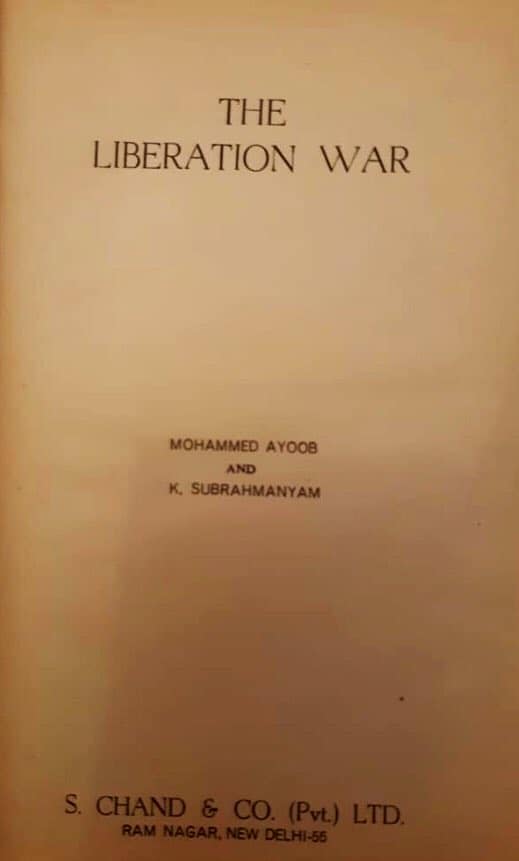 THE
LIBERATION WAR
MOHAMMED AYOOB
AND
K. SUBRAHMANYAM
S. CHAND & CO. (Pvt.) LTD.
RAM NAGAR, NEW DELHI-55